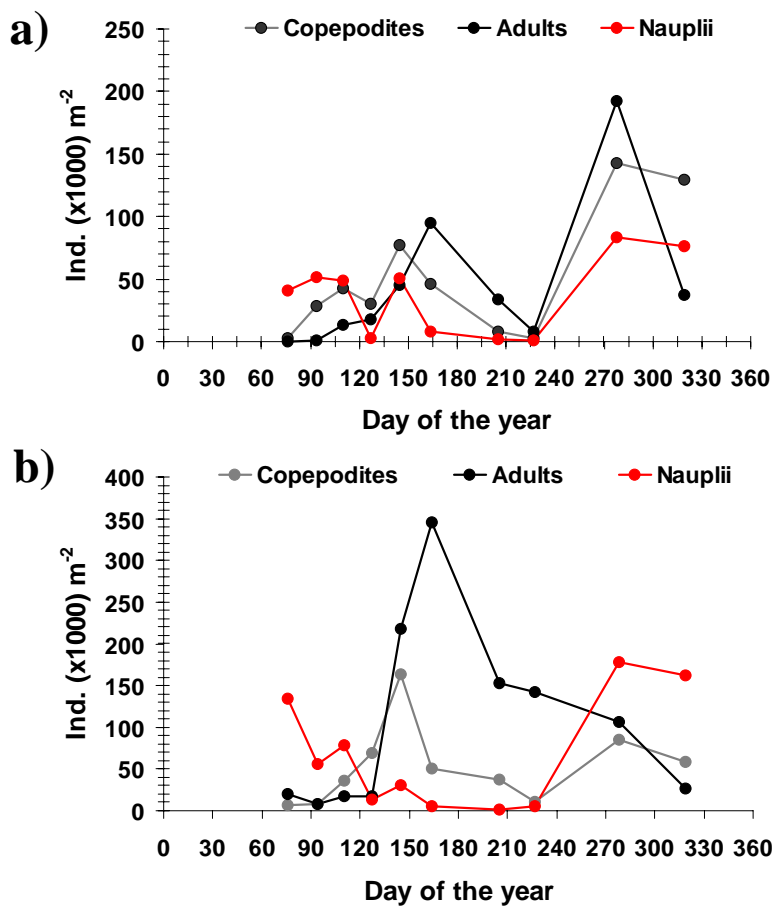 a)
Copepodites Adults Nauplii
250
200
150
100
50
0
Ind. (x1000) m-2
0 30 60 90 120 150 180 210 240 270 300 330 360
Day of the year
b)
Copepodites Adults Nauplii
400
350
300
250
200
150
100
50
0
Ind. (x1000) m-2
0 30 60 90 120 150 180 210 240 270 300 330 360
Day of the year